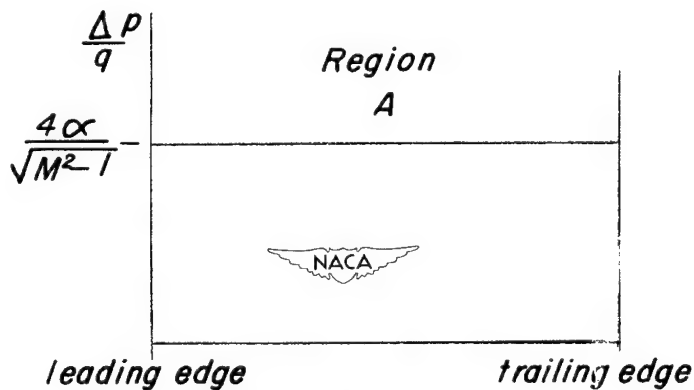 Δp
q
Region
A
4α
√M²-1
NACA
leading edge
trailing edge